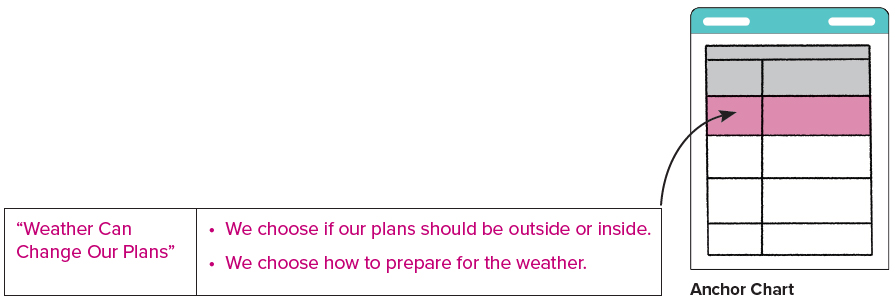 “Weather Can
Change Our Plans”
• We choose if our plans should be outside or inside.
• We choose how to prepare for the weather.
Anchor Chart